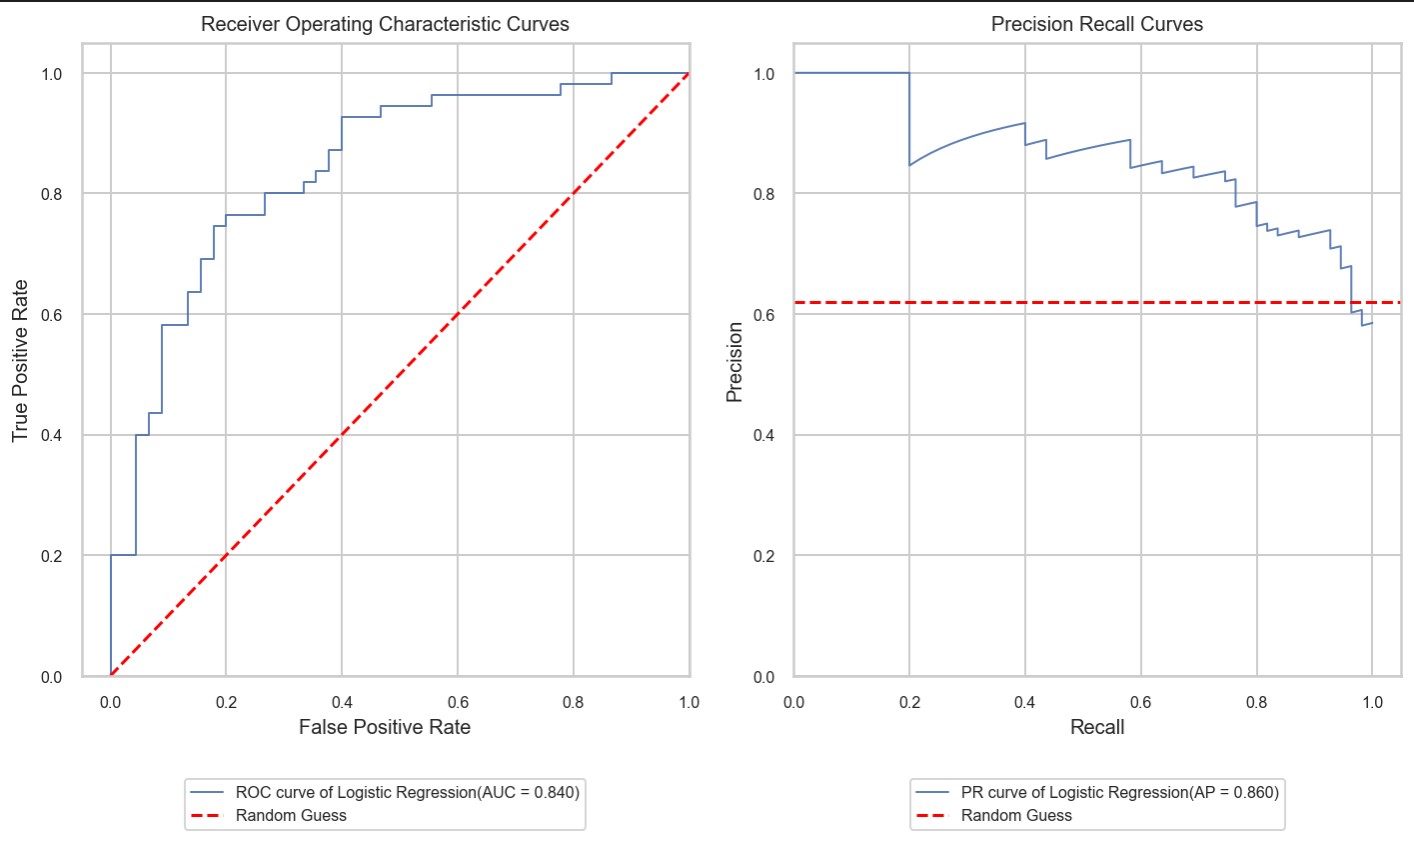 Receiver Operating Characteristic Curves
1.0
0.8
0.6
0.4
0.2
0.0
True Positive Rate
0.0 0.2 0.4 0.6 0.8 1.0
False Positive Rate
ROC curve of Logistic Regression(AUC = 0.840)
Random Guess
Precision Recall Curves
1.0
0.8
0.6
0.4
0.2
0.0
Precision
0.0 0.2 0.4 0.6 0.8 1.0
Recall
PR curve of Logistic Regression(AP = 0.860)
Random Guess